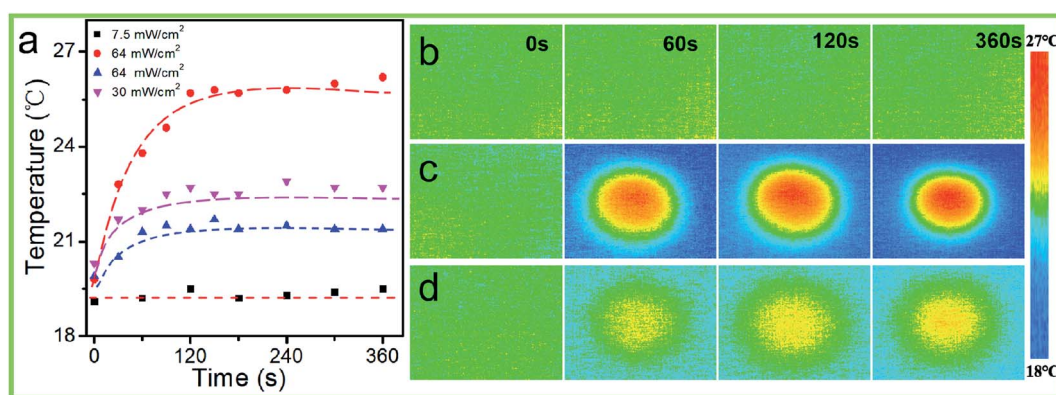 a
7.5 mW/cm²
64 mW/cm²
64 mW/cm²
30 mW/cm²
27
24
21
18
Temperature (℃)
0 120 240 360
Time (s)
b
0s 60s 120s 360s
c
d
27℃
18℃